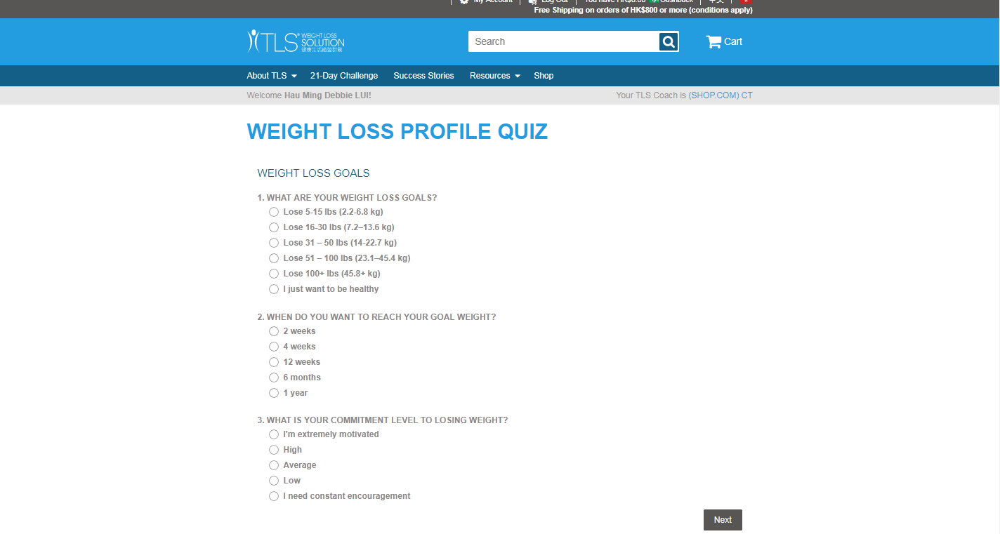 My Account
Log Out
You have HK$0.00
Cashback
中文
Free Shipping on orders of HK$800 or more (conditions apply)
TLS® WEIGHT LOSS SOLUTION
Search
Cart
About TLS
21-Day Challenge
Success Stories
Resources
Shop
Welcome Hau Ming Debbie LUI!
Your TLS Coach is (SHOP.COM) CT
WEIGHT LOSS PROFILE QUIZ
WEIGHT LOSS GOALS
1. WHAT ARE YOUR WEIGHT LOSS GOALS?
Lose 5-15 lbs (2.2-6.8 kg)
Lose 16-30 lbs (7.2–13.6 kg)
Lose 31 – 50 lbs (14-22.7 kg)
Lose 51 – 100 lbs (23.1–45.4 kg)
Lose 100+ lbs (45.8+ kg)
I just want to be healthy
2. WHEN DO YOU WANT TO REACH YOUR GOAL WEIGHT?
2 weeks
4 weeks
12 weeks
6 months
1 year
3. WHAT IS YOUR COMMITMENT LEVEL TO LOSING WEIGHT?
I'm extremely motivated
High
Average
Low
I need constant encouragement
Next